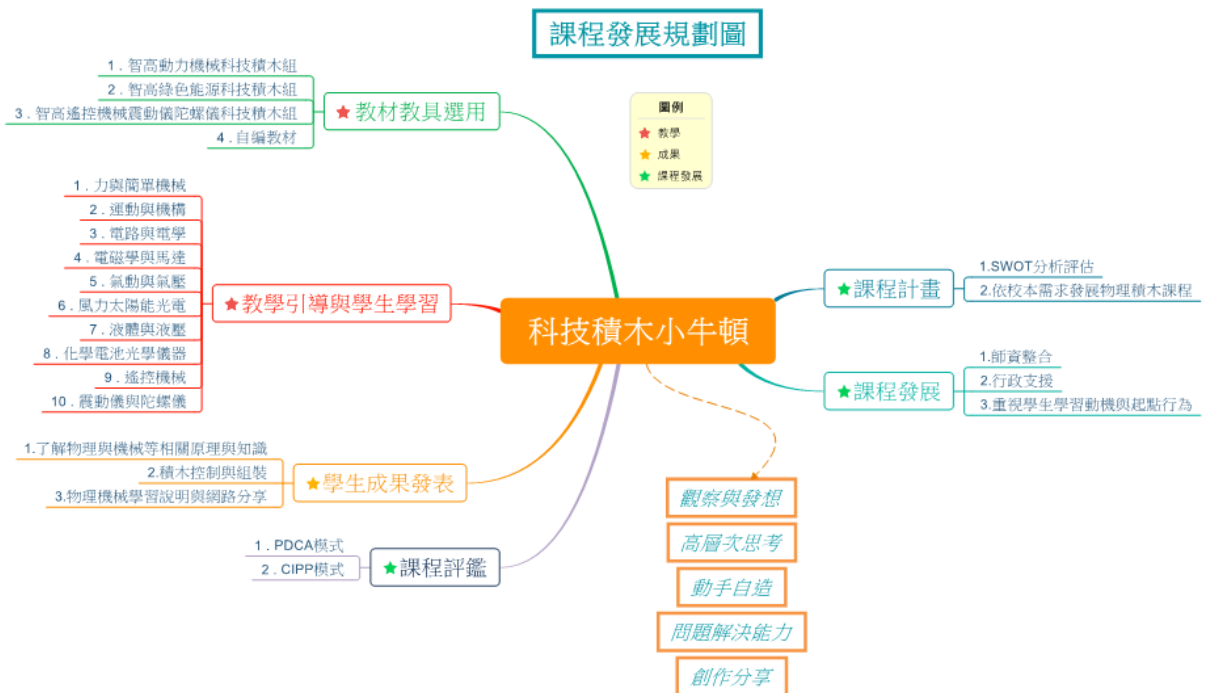 課程發展規劃圖
圖例
教學
成果
課程發展
科技積木小牛頓
教材教具選用
1．智高動力機械科技積木組
2．智高綠色能源科技積木組
3．智高遙控機械震動儀陀螺儀科技積木組
4．自編教材
教學引導與學生學習
1．力與簡單機械
2．運動與機構
3．電路與電學
4．電磁學與馬達
5．氣動與氣壓
6．風力太陽能光電
7．液體與液壓
8．化學電池光學儀器
9．遙控機械
10．震動儀與陀螺儀
學生成果發表
1.了解物理與機械等相關原理與知識
2.積木控制與組裝
3.物理機械學習說明與網路分享
課程評鑑
1．PDCA模式
2．CIPP模式
課程計畫
1.SWOT分析評估
2.依校本需求發展物理積木課程
課程發展
1.師資整合
2.行政支援
3.重視學生學習動機與起點行為
觀察與發想
高層次思考
動手自造
問題解決能力
創作分享